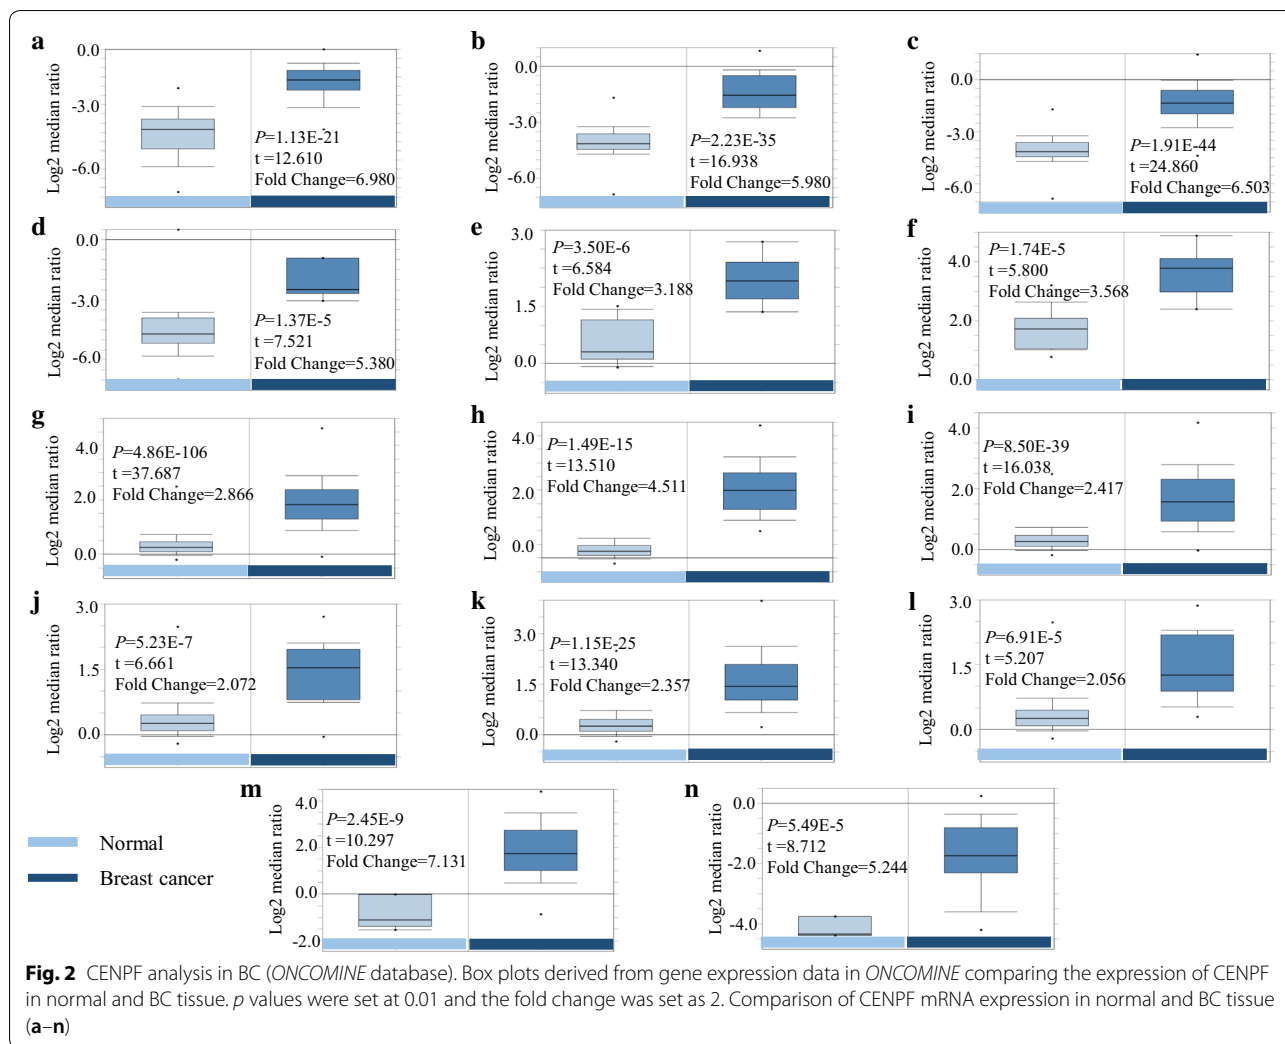 a
0.0
-3.0
-6.0
Log2 median ratio
P=1.13E-21
t =12.610
Fold Change=6.980
b
0.0
-3.0
-6.0
Log2 median ratio
P=2.23E-35
t =16.938
Fold Change=5.980
c
0.0
-3.0
-6.0
Log2 median ratio
P=1.91E-44
t =24.860
Fold Change=6.503
d
0.0
-3.0
-6.0
Log2 median ratio
P=1.37E-5
t =7.521
Fold Change=5.380
e
3.0
1.5
0.0
Log2 median ratio
P=3.50E-6
t =6.584
Fold Change=3.188
f
4.0
2.0
0.0
Log2 median ratio
P=1.74E-5
t =5.800
Fold Change=3.568
g
4.0
2.0
0.0
Log2 median ratio
P=4.86E-106
t =37.687
Fold Change=2.866
h
4.0
2.0
0.0
Log2 median ratio
P=1.49E-15
t =13.510
Fold Change=4.511
i
4.0
2.0
0.0
Log2 median ratio
P=8.50E-39
t =16.038
Fold Change=2.417
j
3.0
1.5
0.0
Log2 median ratio
P=5.23E-7
t =6.661
Fold Change=2.072
k
3.0
1.5
0.0
Log2 median ratio
P=1.15E-25
t =13.340
Fold Change=2.357
l
3.0
1.5
0.0
Log2 median ratio
P=6.91E-5
t =5.207
Fold Change=2.056
m
4.0
2.0
0.0
-2.0
Log2 median ratio
P=2.45E-9
t =10.297
Fold Change=7.131
n
0.0
-2.0
-4.0
Log2 median ratio
P=5.49E-5
t =8.712
Fold Change=5.244
Normal
Breast cancer
Fig. 2 CENPF analysis in BC (ONCOMINE database). Box plots derived from gene expression data in ONCOMINE comparing the expression of CENPF
in normal and BC tissue. p values were set at 0.01 and the fold change was set as 2. Comparison of CENPF mRNA expression in normal and BC tissue
(a–n)